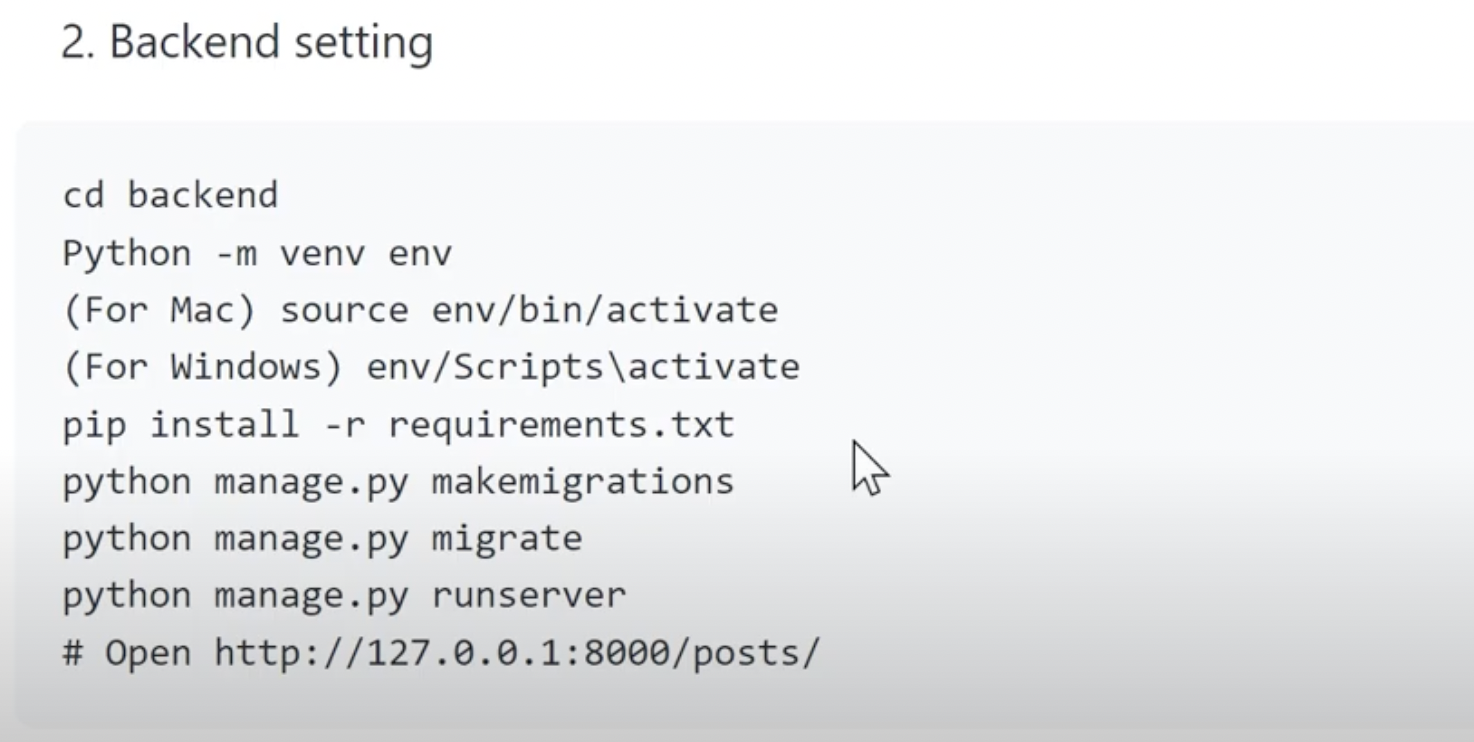 2. Backend setting
cd backend
Python -m venv env
(For Mac) source env/bin/activate
(For Windows) env/Scripts\activate
pip install -r requirements.txt
python manage.py makemigrations
python manage.py migrate
python manage.py runserver
# Open http://127.0.0.1:8000/posts/